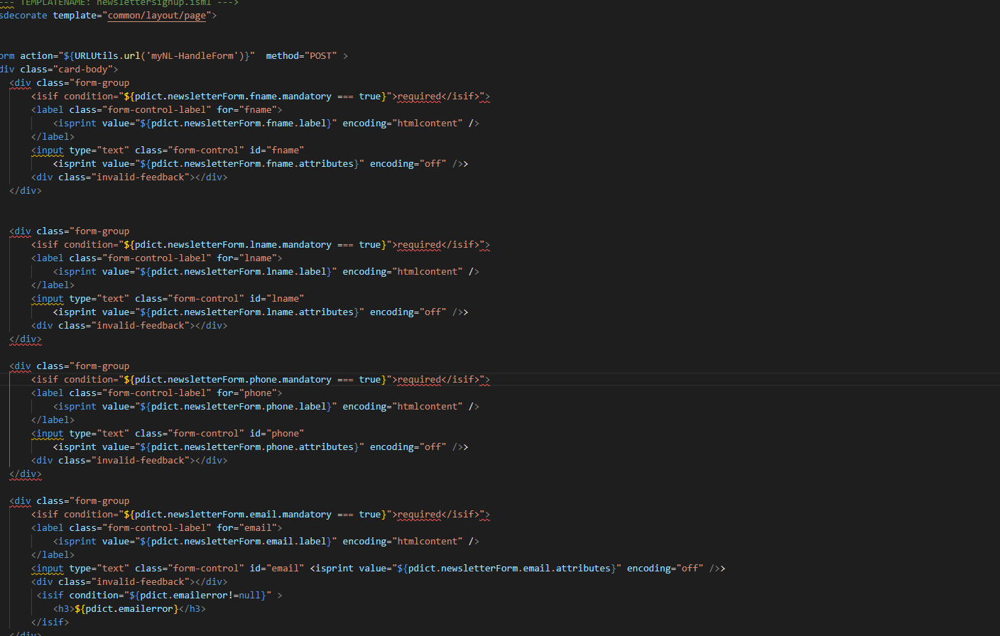 --- TEMPLATENAME: newslettersignup.isml --->
sdecorate template="common/layout/page">
orm action="${URLUtils.url('myNL-HandleForm')}"  method="POST" >
div class="card-body">
<div class="form-group
<isif condition="${pdict.newsletterForm.fname.mandatory === true}">required</isif>">
<label class="form-control-label" for="fname">
<isprint value="${pdict.newsletterForm.fname.label}" encoding="htmlcontent" />
</label>
<input type="text" class="form-control" id="fname"
<isprint value="${pdict.newsletterForm.fname.attributes}" encoding="off" />>
<div class="invalid-feedback"></div>
</div>
<div class="form-group
<isif condition="${pdict.newsletterForm.lname.mandatory === true}">required</isif>">
<label class="form-control-label" for="lname">
<isprint value="${pdict.newsletterForm.lname.label}" encoding="htmlcontent" />
</label>
<input type="text" class="form-control" id="lname"
<isprint value="${pdict.newsletterForm.lname.attributes}" encoding="off" />>
<div class="invalid-feedback"></div>
</div>
<div class="form-group
<isif condition="${pdict.newsletterForm.phone.mandatory === true}">required</isif>">
<label class="form-control-label" for="phone">
<isprint value="${pdict.newsletterForm.phone.label}" encoding="htmlcontent" />
</label>
<input type="text" class="form-control" id="phone"
<isprint value="${pdict.newsletterForm.phone.attributes}" encoding="off" />>
<div class="invalid-feedback"></div>
</div>
<div class="form-group
<isif condition="${pdict.newsletterForm.email.mandatory === true}">required</isif>">
<label class="form-control-label" for="email">
<isprint value="${pdict.newsletterForm.email.label}" encoding="htmlcontent" />
</label>
<input type="text" class="form-control" id="email" <isprint value="${pdict.newsletterForm.email.attributes}" encoding="off" />>
<div class="invalid-feedback"></div>
<isif condition="${pdict.emailerror!=null}" >
<h3>${pdict.emailerror}</h3>
</isif>
</div>